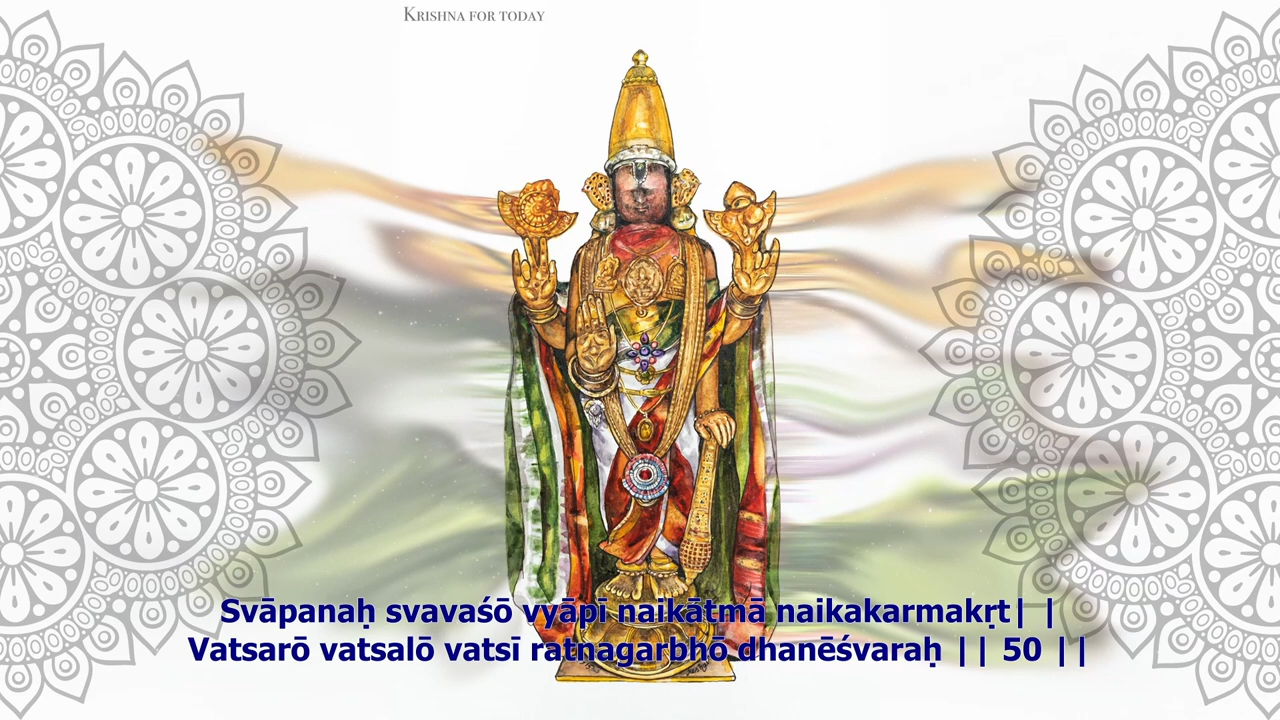 Krishna for today
Svāpanaḥ svavaśō vyāpī naikātmā naikakarmakṛt| |
Vatsarō vatsalō vatsī ratnagarbhō dhanēśvaraḥ || 50 ||